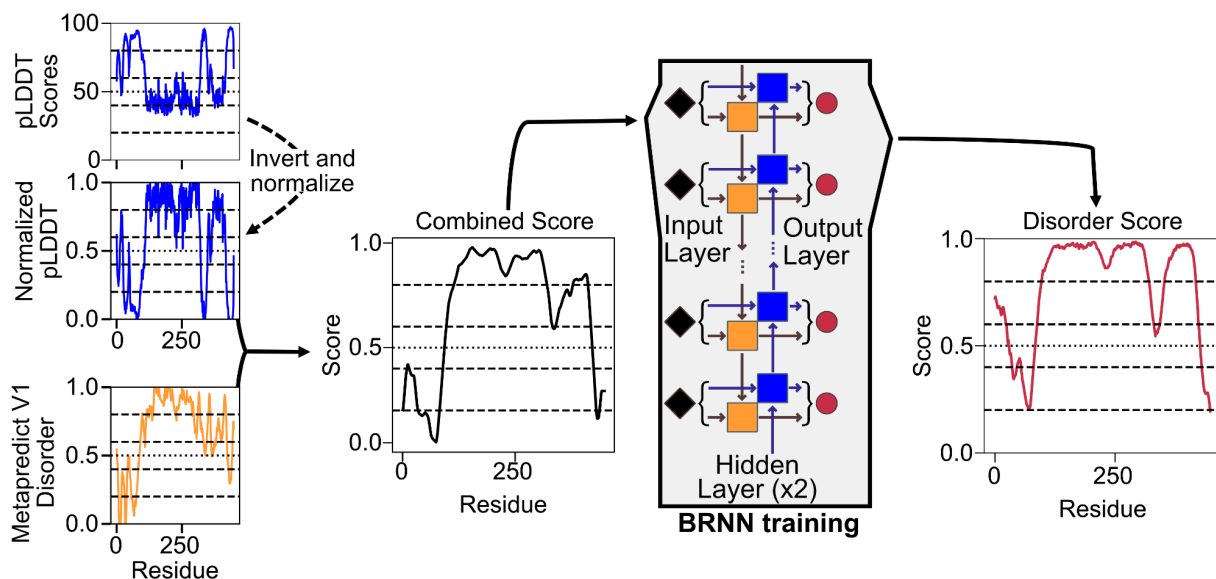 pLDDT
Scores
100
50
0
0
250
Invert and
normalize
Normalized
pLDDT
1.0
0.5
0.0
0
250
Metapredict V1
Disorder
1.0
0.5
0.0
0
250
Residue
Combined Score
Score
1.0
0.5
0.0
0
250
Residue
Input
Layer
Output
Layer
Hidden
Layer (x2)
BRNN training
Disorder Score
Score
1.0
0.5
0.0
0
250
Residue